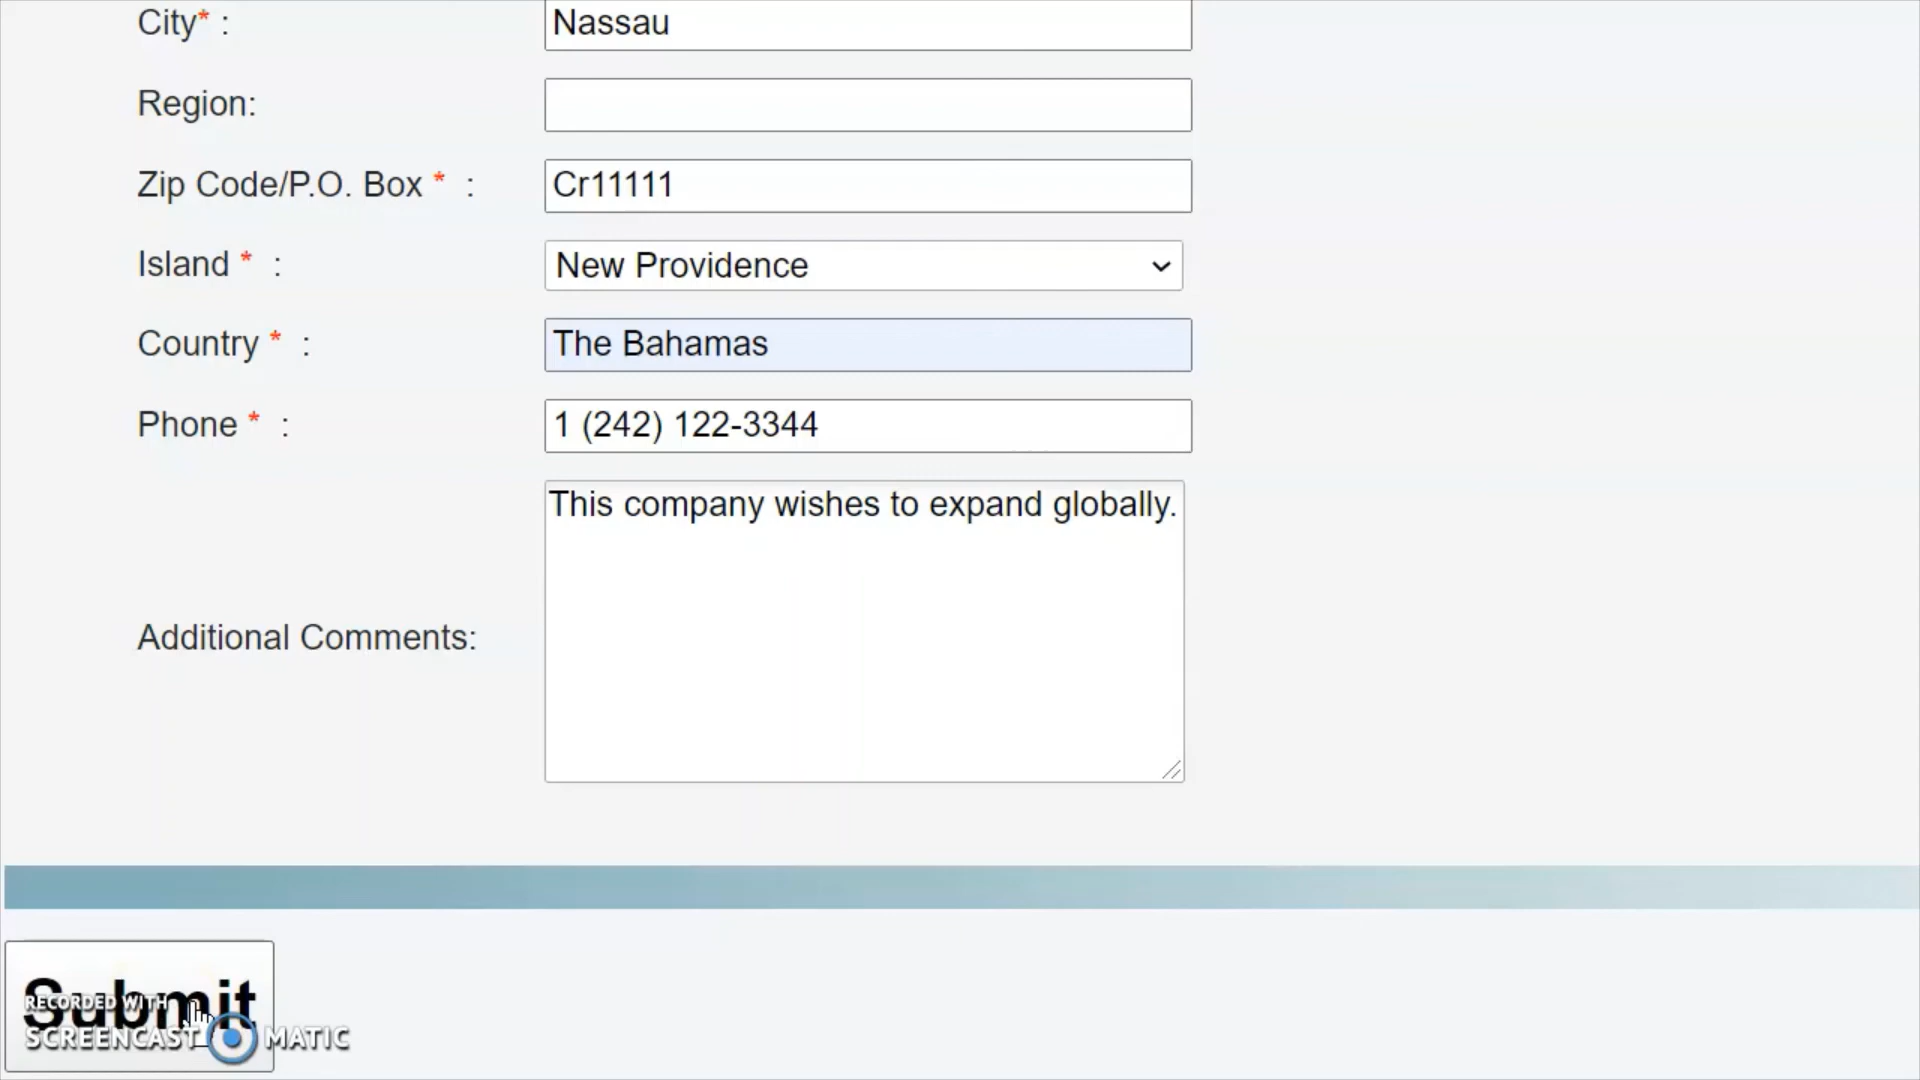 City* : Nassau
Region:
Zip Code/P.O. Box * : Cr11111
Island * : New Providence
Country * : The Bahamas
Phone * : 1 (242) 122-3344
This company wishes to expand globally.
Additional Comments:
Submit
RECORDED WITH
SCREENCAST MATIC